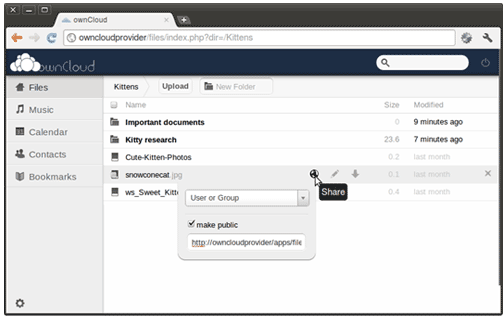 ownCloud
owncloudprovider/files/index.php?dir=/Kittens
ownCloud
Files
Music
Calendar
Contacts
Bookmarks
Kittens
Upload
New Folder
Name Size Modified
Important documents 0 9 minutes ago
Kitty research 23.6 7 minutes ago
Cute-Kitten-Photos 0.2 last month
snowconecat.jpg 0.1 last month
ws_Sweet_Kitte 0.4 last month
Share
User or Group
make public
http://owncloudprovider/apps/file